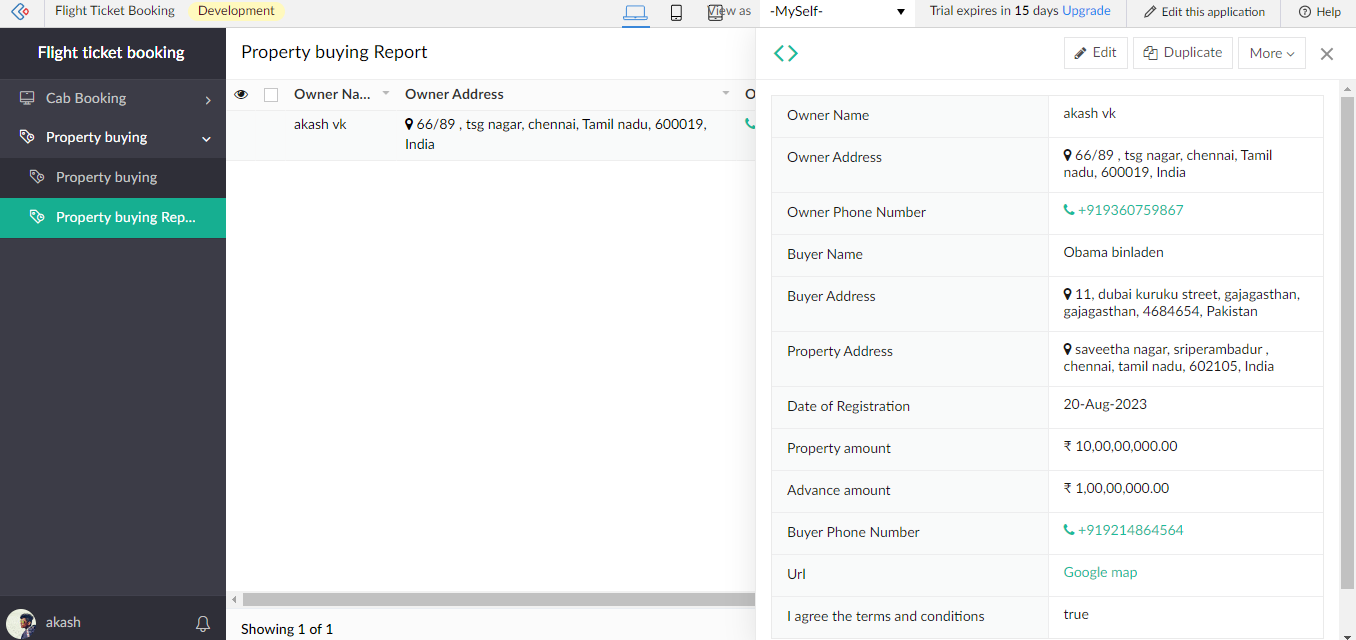 Flight Ticket Booking Development View as -MySelf- Trial expires in 15 days Upgrade Edit this application Help
Flight ticket booking
Cab Booking
Property buying
Property buying
Property buying Rep...
akash
Property buying Report
Owner Na... Owner Address O
akash vk 66/89 , tsg nagar, chennai, Tamil nadu, 600019,
India
Showing 1 of 1
Edit Duplicate More
Owner Name akash vk
Owner Address 66/89 , tsg nagar, chennai, Tamil
nadu, 600019, India
Owner Phone Number +919360759867
Buyer Name Obama binladen
Buyer Address 11, dubai kuruku street, gajagasthan,
gajagasthan, 4684654, Pakistan
Property Address saveetha nagar, sriperambadur ,
chennai, tamil nadu, 602105, India
Date of Registration 20-Aug-2023
Property amount ₹ 10,00,00,000.00
Advance amount ₹ 1,00,00,000.00
Buyer Phone Number +919214864564
Url Google map
I agree the terms and conditions true